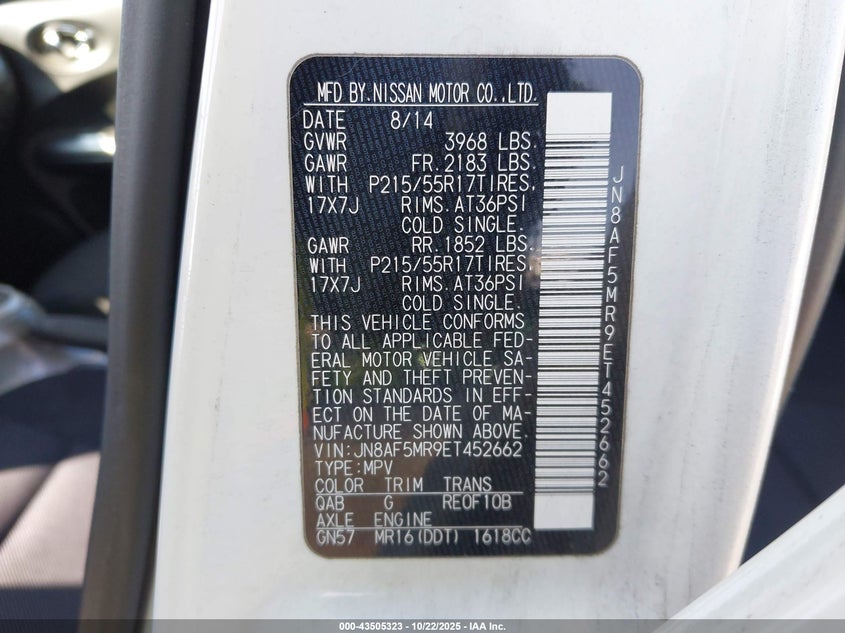 MFD BY.NISSAN MOTOR CO.,LTD.
DATE 8/14
GVWR 3968 LBS.
GAWR FR.2183 LBS.
WITH P215/55R17TIRES,
17X7J RIMS.AT36PSI
COLD SINGLE.
GAWR RR.1852 LBS.
WITH P215/55R17TIRES,
17X7J RIMS.AT36PSI
COLD SINGLE.
THIS VEHICLE CONFORMS
TO ALL APPLICABLE FED-
ERAL MOTOR VEHICLE SA-
FETY AND THEFT PREVEN-
TION STANDARDS IN EFF-
ECT ON THE DATE OF MA-
NUFACTURE SHOWN ABOVE.
VIN:JN8AF5MR9ET452662
TYPE:MPV
COLOR TRIM TRANS
QAB G RE0F10B
AXLE ENGINE
GN57 MR16(DDT) 1618CC
JN8AF5MR9ET452662
000-43505323 - 10/22/2025 - IAA Inc.